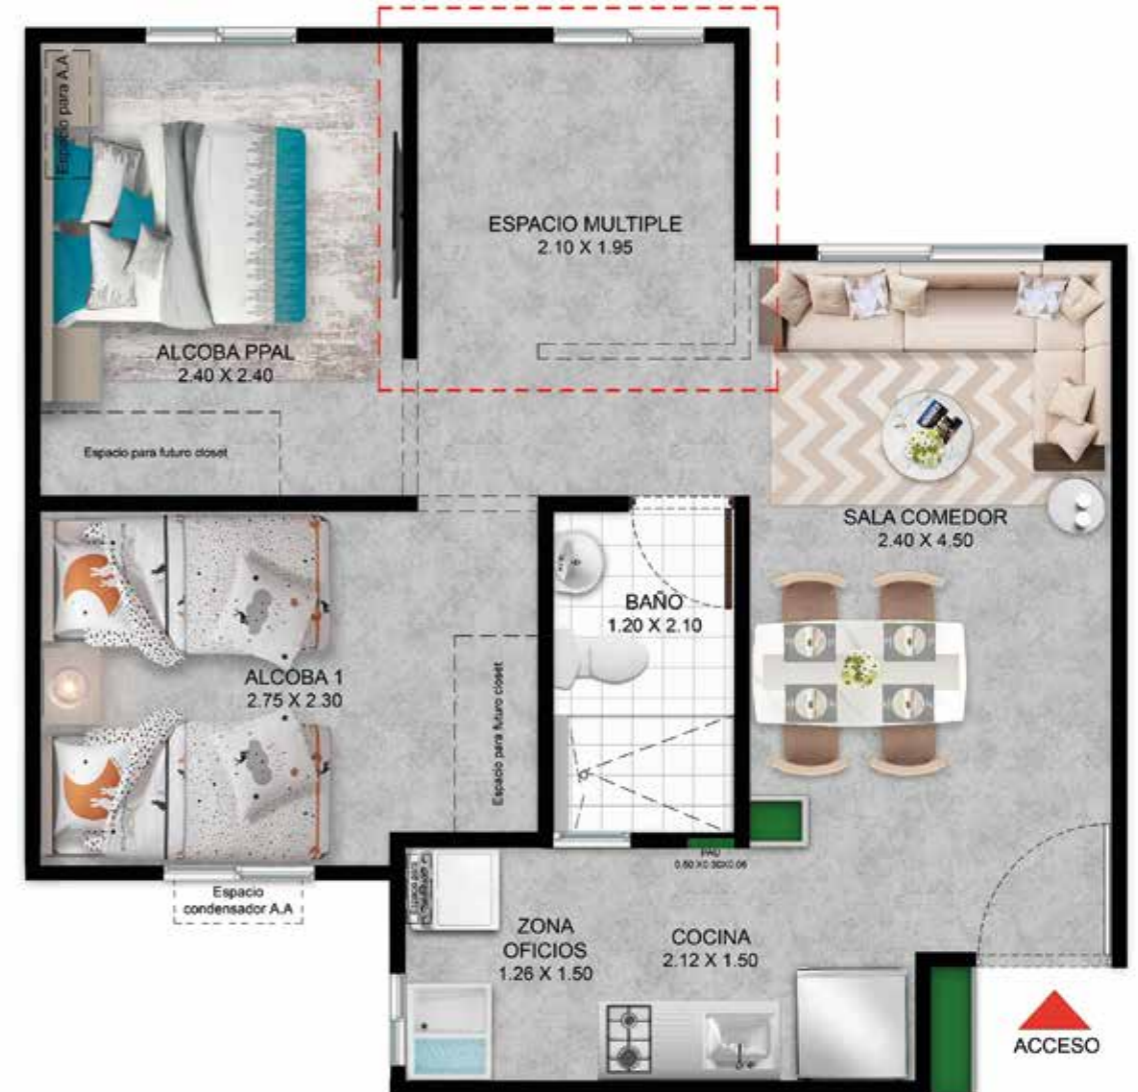 Espacio para A.A
ESPACIO MULTIPLE
2.10 X 1.95
ALCOBA PPAL
2.40 X 2.40
Espacio para futuro closet
SALA COMEDOR
2.40 X 4.50
BAÑO
1.20 X 2.10
ALCOBA 1
2.75 X 2.30
Espacio para futuro closet
Espacio
condensador A.A
ZONA
OFICIOS
1.26 X 1.50
COCINA
2.12 X 1.50
ACCESO